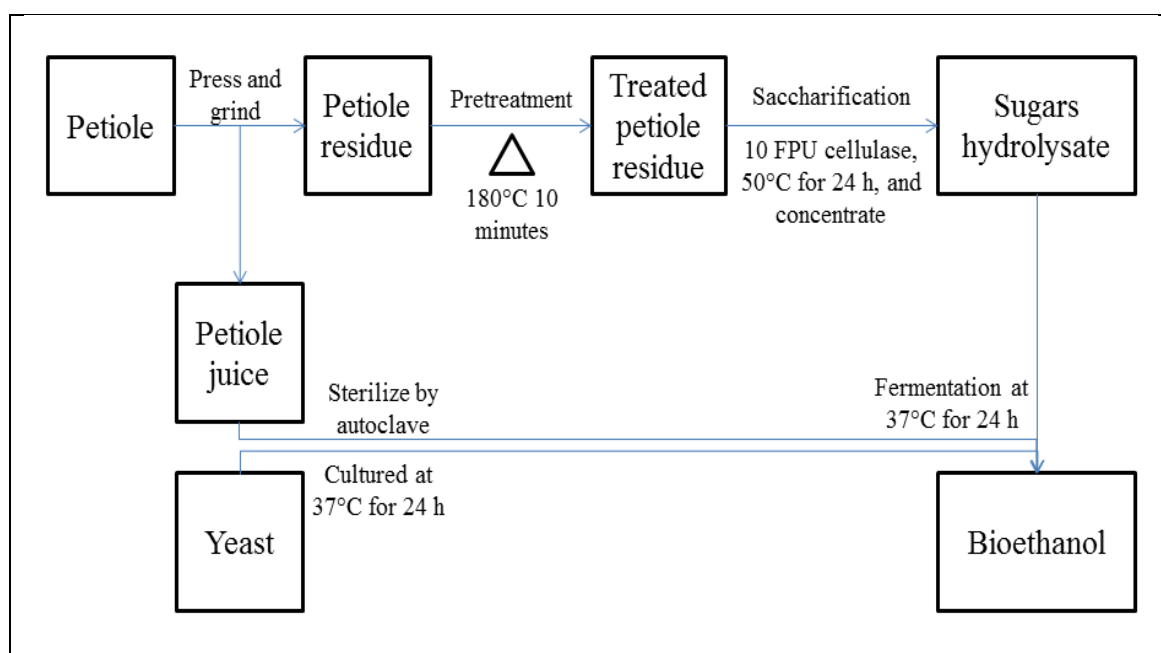 Petiole
Press and
grind
Petiole
residue
Pretreatment
180°C 10
minutes
Treated
petiole
residue
Saccharification
10 FPU cellulase,
50°C for 24 h, and
concentrate
Sugars
hydrolysate
Petiole
juice
Sterilize by
autoclave
Fermentation at
37°C for 24 h
Yeast
Cultured at
37°C for 24 h
Bioethanol